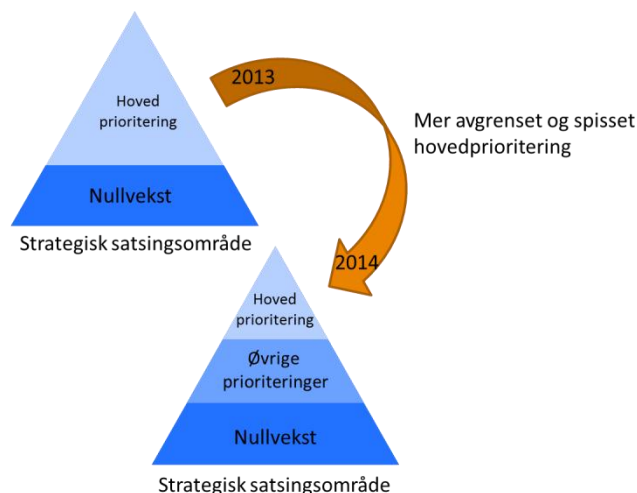 2013
Hoved
prioritering
Mer avgrenset og spisset
hovedprioritering
Nullvekst
Strategisk satsingsområde
2014
Hoved
prioritering
Øvrige
prioriteringer
Nullvekst
Strategisk satsingsområde